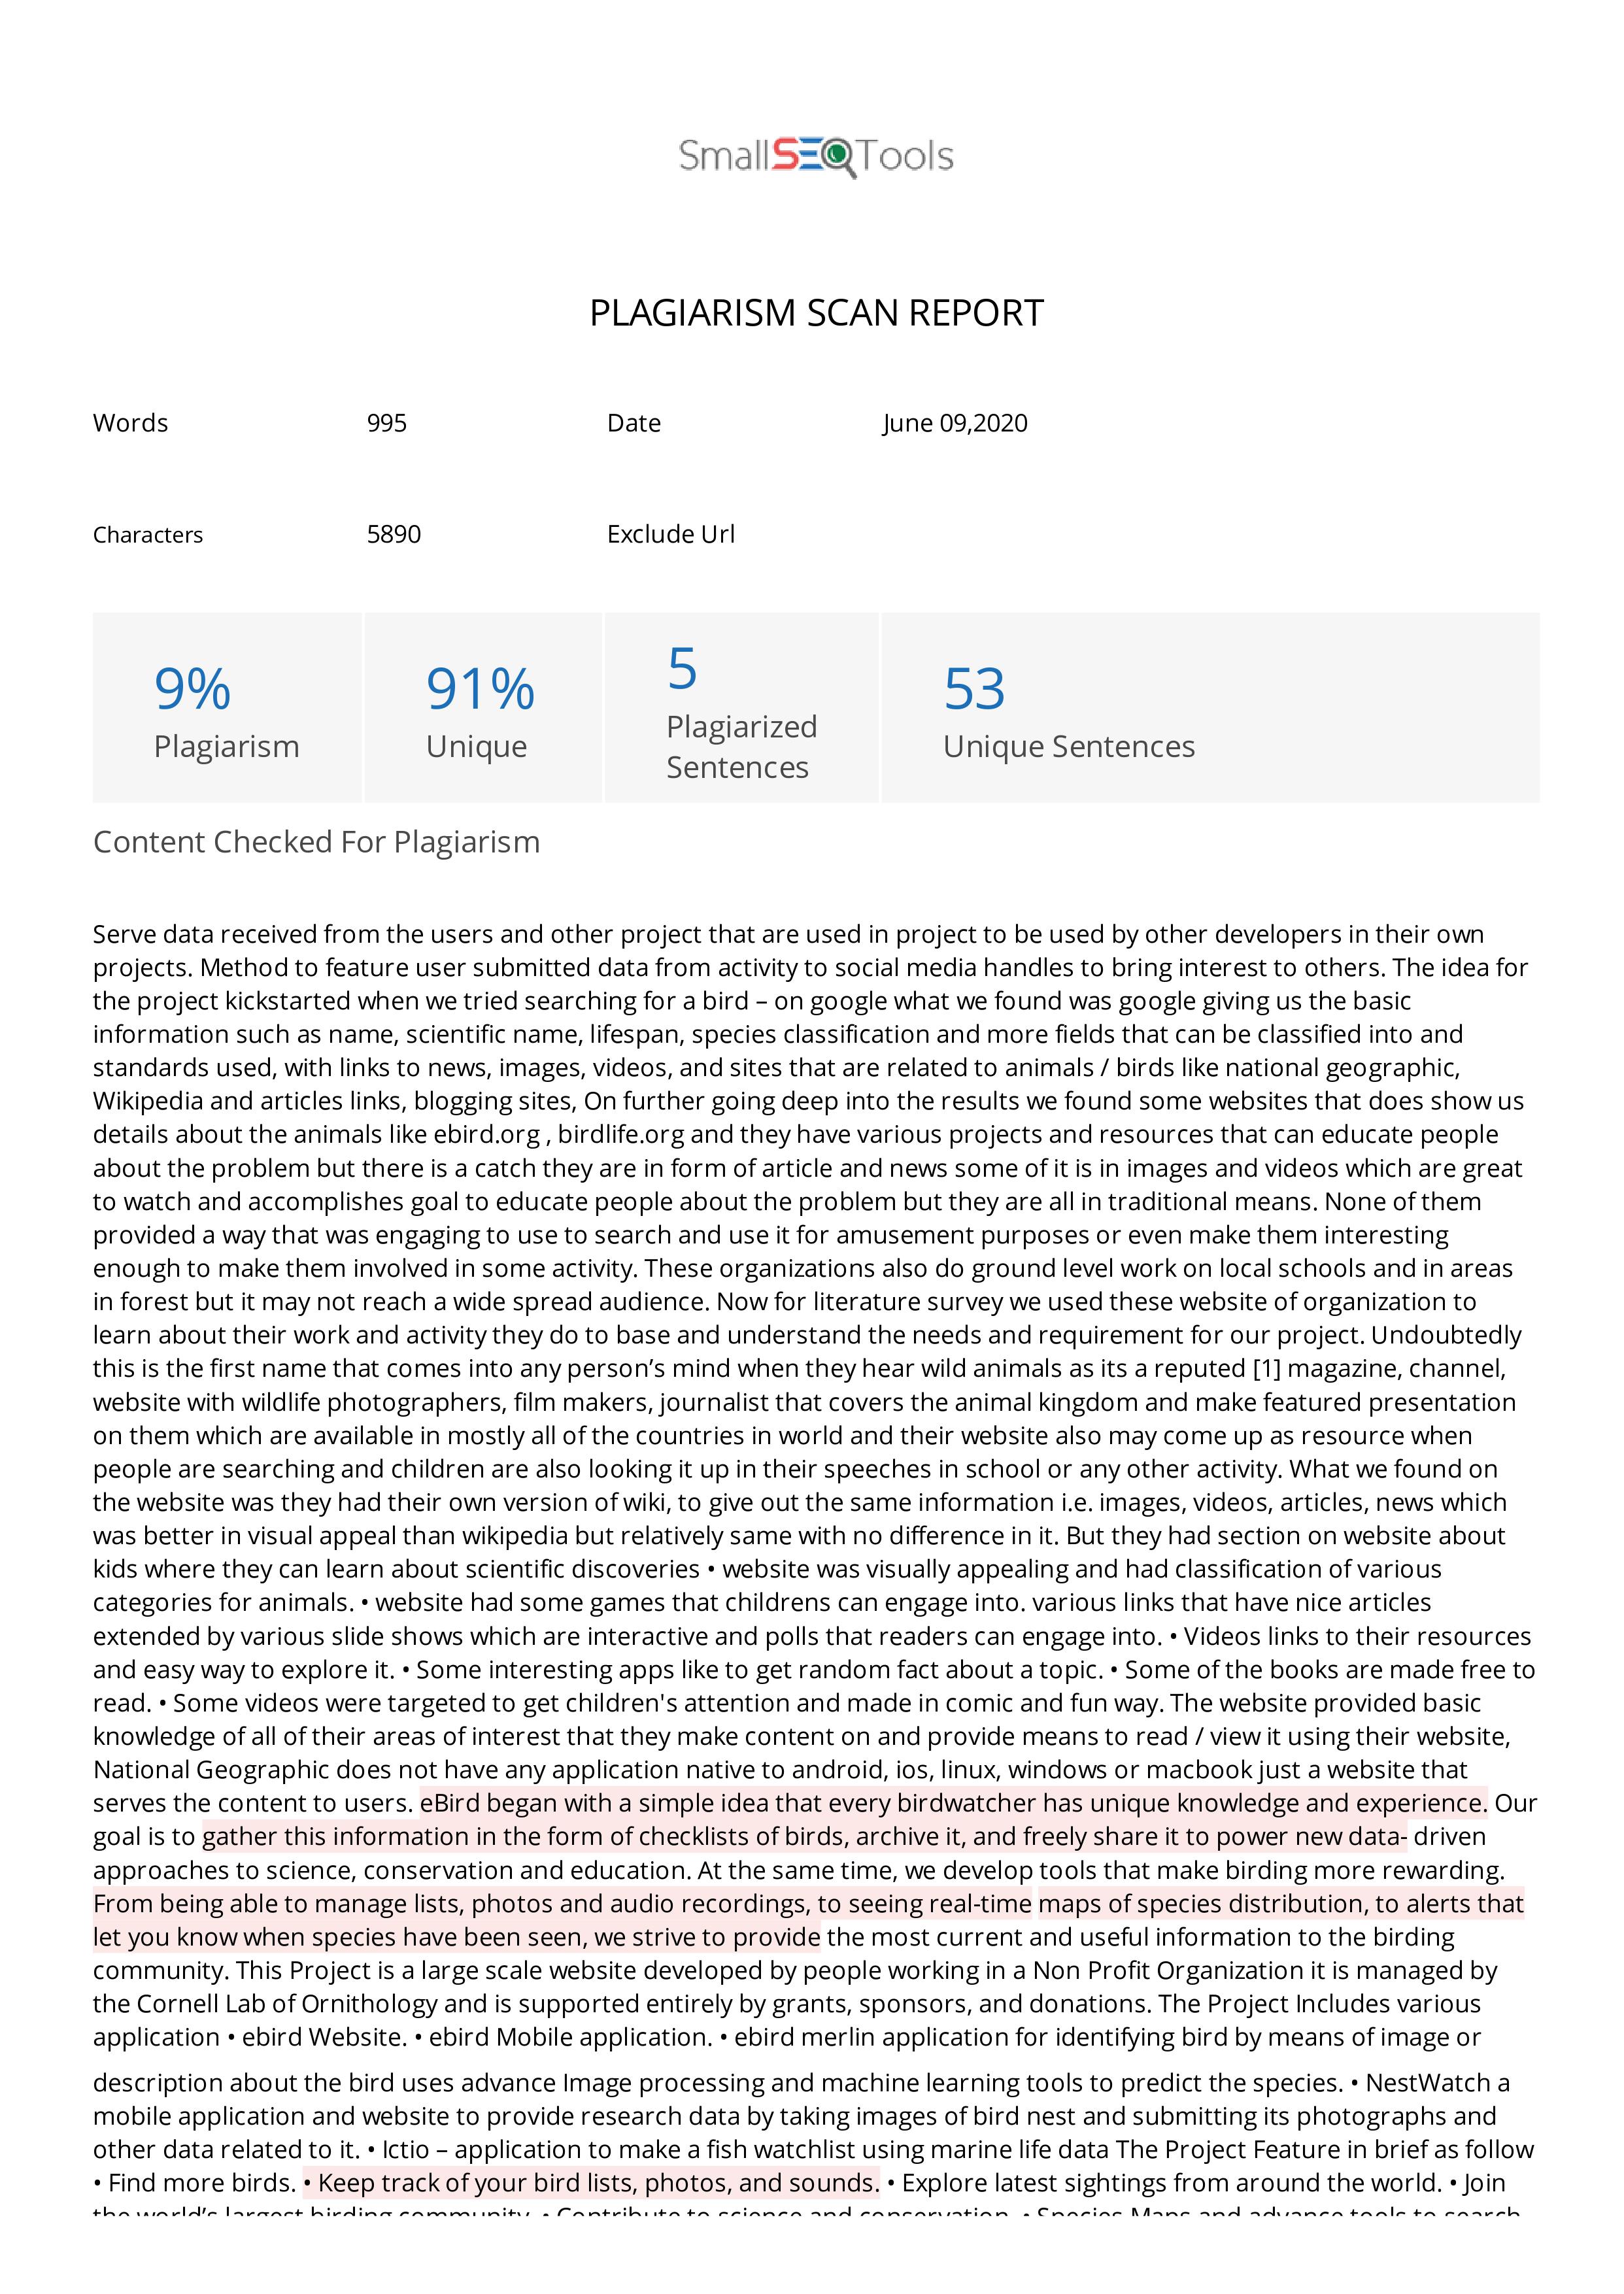 SmallSEOTools
PLAGIARISM SCAN REPORT
Words 995 Date June 09,2020
Characters 5890 Exclude Url
9% Plagiarism
91% Unique
5 Plagiarized Sentences
53 Unique Sentences
Content Checked For Plagiarism
Serve data received from the users and other project that are used in project to be used by other developers in their own
projects. Method to feature user submitted data from activity to social media handles to bring interest to others. The idea for
the project kickstarted when we tried searching for a bird – on google what we found was google giving us the basic
information such as name, scientific name, lifespan, species classification and more fields that can be classified into and
standards used, with links to news, images, videos, and sites that are related to animals / birds like national geographic,
Wikipedia and articles links, blogging sites, On further going deep into the results we found some websites that does show us
details about the animals like ebird.org , birdlife.org and they have various projects and resources that can educate people
about the problem but there is a catch they are in form of article and news some of it is in images and videos which are great
to watch and accomplishes goal to educate people about the problem but they are all in traditional means. None of them
provided a way that was engaging to use to search and use it for amusement purposes or even make them interesting
enough to make them involved in some activity. These organizations also do ground level work on local schools and in areas
in forest but it may not reach a wide spread audience. Now for literature survey we used these website of organization to
learn about their work and activity they do to base and understand the needs and requirement for our project. Undoubtedly
this is the first name that comes into any person’s mind when they hear wild animals as its a reputed [1] magazine, channel,
website with wildlife photographers, film makers, journalist that covers the animal kingdom and make featured presentation
on them which are available in mostly all of the countries in world and their website also may come up as resource when
people are searching and children are also looking it up in their speeches in school or any other activity. What we found on
the website was they had their own version of wiki, to give out the same information i.e. images, videos, articles, news which
was better in visual appeal than wikipedia but relatively same with no difference in it. But they had section on website about
kids where they can learn about scientific discoveries • website was visually appealing and had classification of various
categories for animals. • website had some games that childrens can engage into. various links that have nice articles
extended by various slide shows which are interactive and polls that readers can engage into. • Videos links to their resources
and easy way to explore it. • Some interesting apps like to get random fact about a topic. • Some of the books are made free to
read. • Some videos were targeted to get children's attention and made in comic and fun way. The website provided basic
knowledge of all of their areas of interest that they make content on and provide means to read / view it using their website,
National Geographic does not have any application native to android, ios, linux, windows or macbook just a website that
serves the content to users. eBird began with a simple idea that every birdwatcher has unique knowledge and experience. Our
goal is to gather this information in the form of checklists of birds, archive it, and freely share it to power new data- driven
approaches to science, conservation and education. At the same time, we develop tools that make birding more rewarding.
From being able to manage lists, photos and audio recordings, to seeing real-time maps of species distribution, to alerts that
let you know when species have been seen, we strive to provide the most current and useful information to the birding
community. This Project is a large scale website developed by people working in a Non Profit Organization it is managed by
the Cornell Lab of Ornithology and is supported entirely by grants, sponsors, and donations. The Project Includes various
application • ebird Website. • ebird Mobile application. • ebird merlin application for identifying bird by means of image or
description about the bird uses advance Image processing and machine learning tools to predict the species. • NestWatch a
mobile application and website to provide research data by taking images of bird nest and submitting its photographs and
other data related to it. • Ictio – application to make a fish watchlist using marine life data The Project Feature in brief as follow
• Find more birds. • Keep track of your bird lists, photos, and sounds. • Explore latest sightings from around the world. • Join
the world’s largest birding community. • Contribute to science and conservation. • Species Maps and advance tools to search